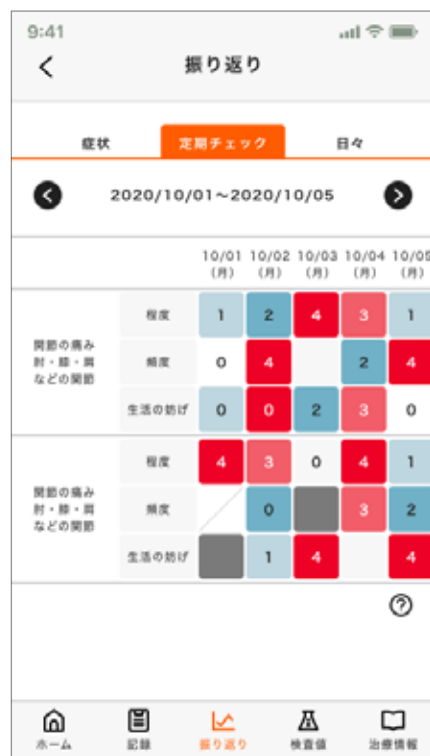 9:41
振り返り
症状 定期チェック 日々
2020/10/01~2020/10/05
10/01 10/02 10/03 10/04 10/05
(月) (月) (月) (月) (月)
関節の痛み
肘・膝・肩
などの関節
程度 1 2 4 3 1
頻度 0 4 2 4
生活の妨げ 0 0 2 3 0
関節の痛み
肘・膝・肩
などの関節
程度 4 3 0 4 1
頻度 0 3 2
生活の妨げ 1 4 4
?
ホーム 記録 振り返り 検査値 治療情報